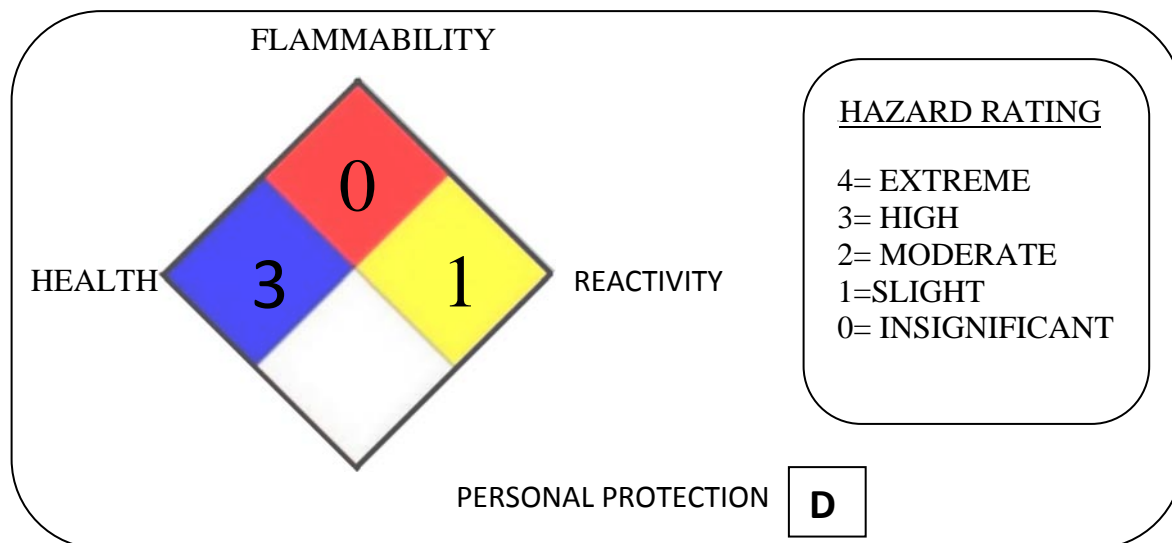 FLAMMABILITY
0
HEALTH
3
1
REACTIVITY
HAZARD RATING
4= EXTREME
3= HIGH
2= MODERATE
1=SLIGHT
0= INSIGNIFICANT
PERSONAL PROTECTION D